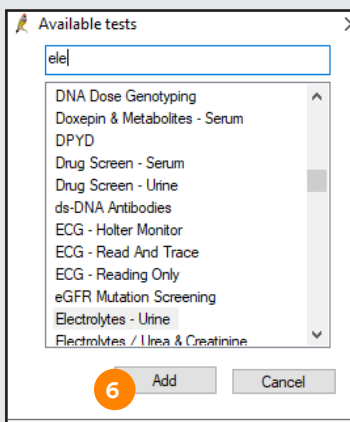 Available tests
ele
DNA Dose Genotyping
Doxepin & Metabolites - Serum
DPYD
Drug Screen - Serum
Drug Screen - Urine
ds-DNA Antibodies
ECG - Holter Monitor
ECG - Read And Trace
ECG - Reading Only
eGFR Mutation Screening
Electrolytes - Urine
Electrolytes / Urea & Creatinine
6 Add Cancel